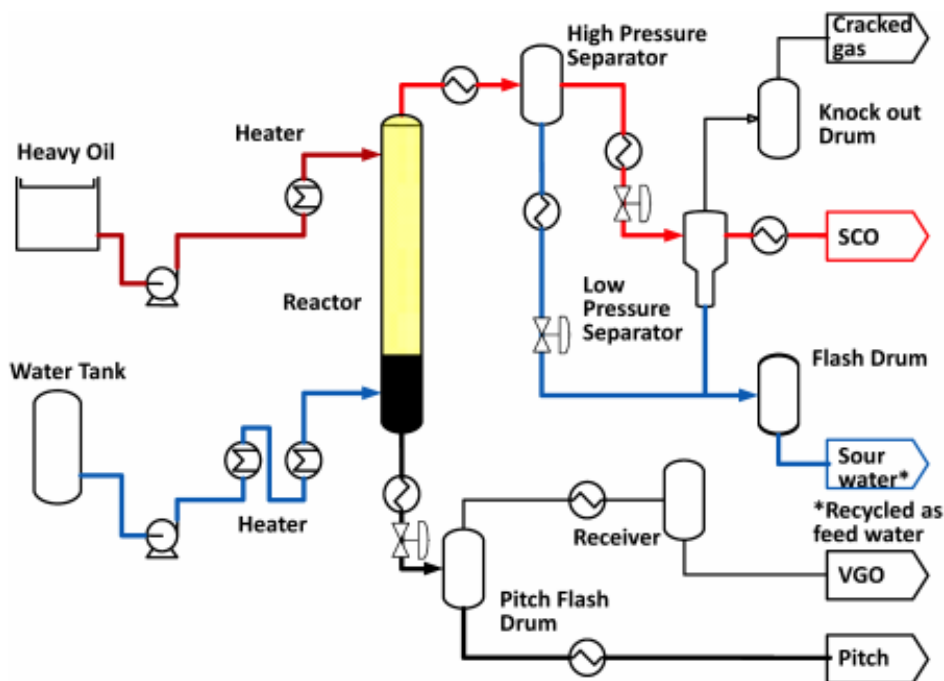 High Pressure
Separator
Cracked
gas
Knock out
Drum
Heater
Heavy Oil
SCO
Reactor
Low
Pressure
Separator
Water Tank
Flash Drum
Sour
water*
*Recycled as
feed water
Heater
Receiver
VGO
Pitch Flash
Drum
Pitch